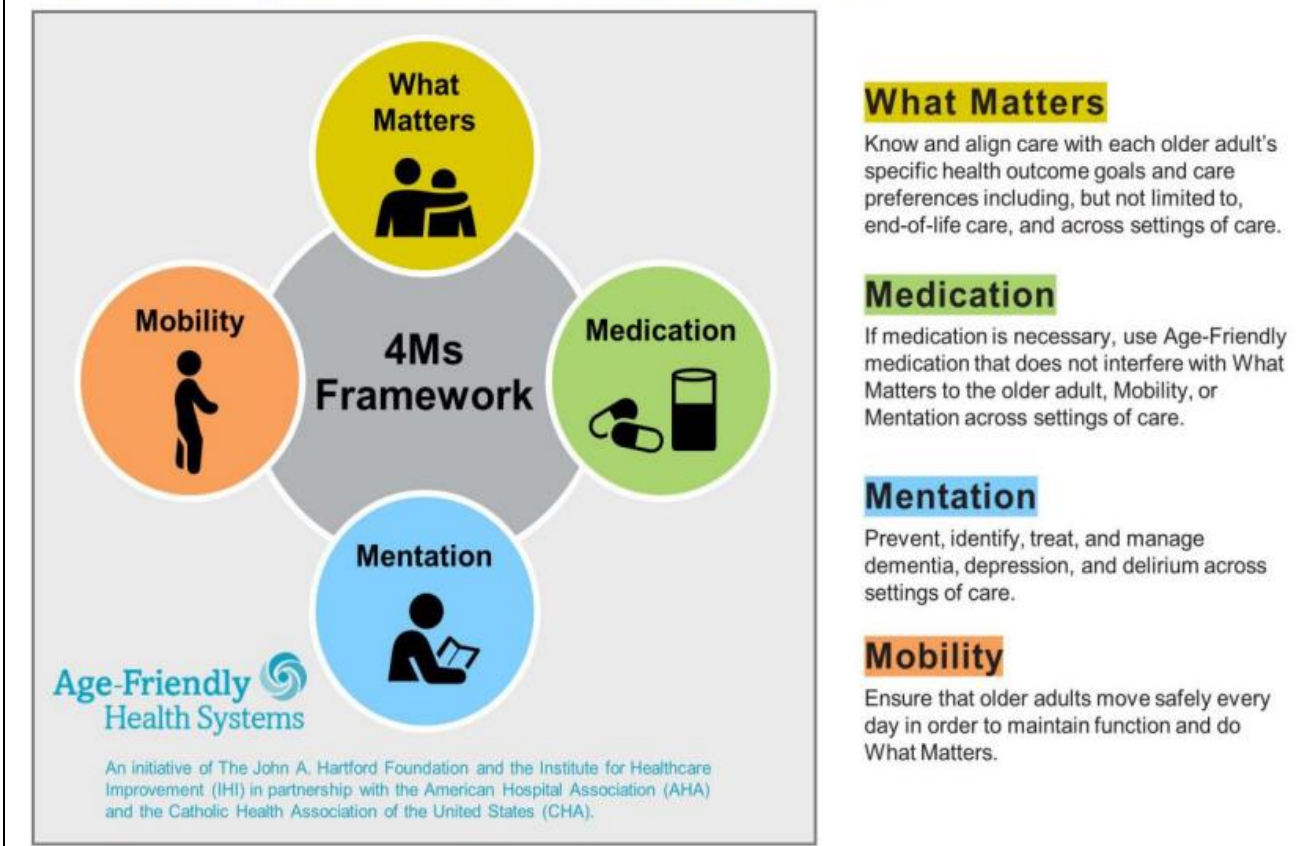 What
Matters
Mobility
4Ms
Framework
Medication
Mentation
Age-Friendly
Health Systems
An initiative of The John A. Hartford Foundation and the Institute for Healthcare
Improvement (IHI) in partnership with the American Hospital Association (AHA)
and the Catholic Health Association of the United States (CHA).
What Matters
Know and align care with each older adult's
specific health outcome goals and care
preferences including, but not limited to,
end-of-life care, and across settings of care.
Medication
If medication is necessary, use Age-Friendly
medication that does not interfere with What
Matters to the older adult, Mobility, or
Mentation across settings of care.
Mentation
Prevent, identify, treat, and manage
dementia, depression, and delirium across
settings of care.
Mobility
Ensure that older adults move safely every
day in order to maintain function and do
What Matters.